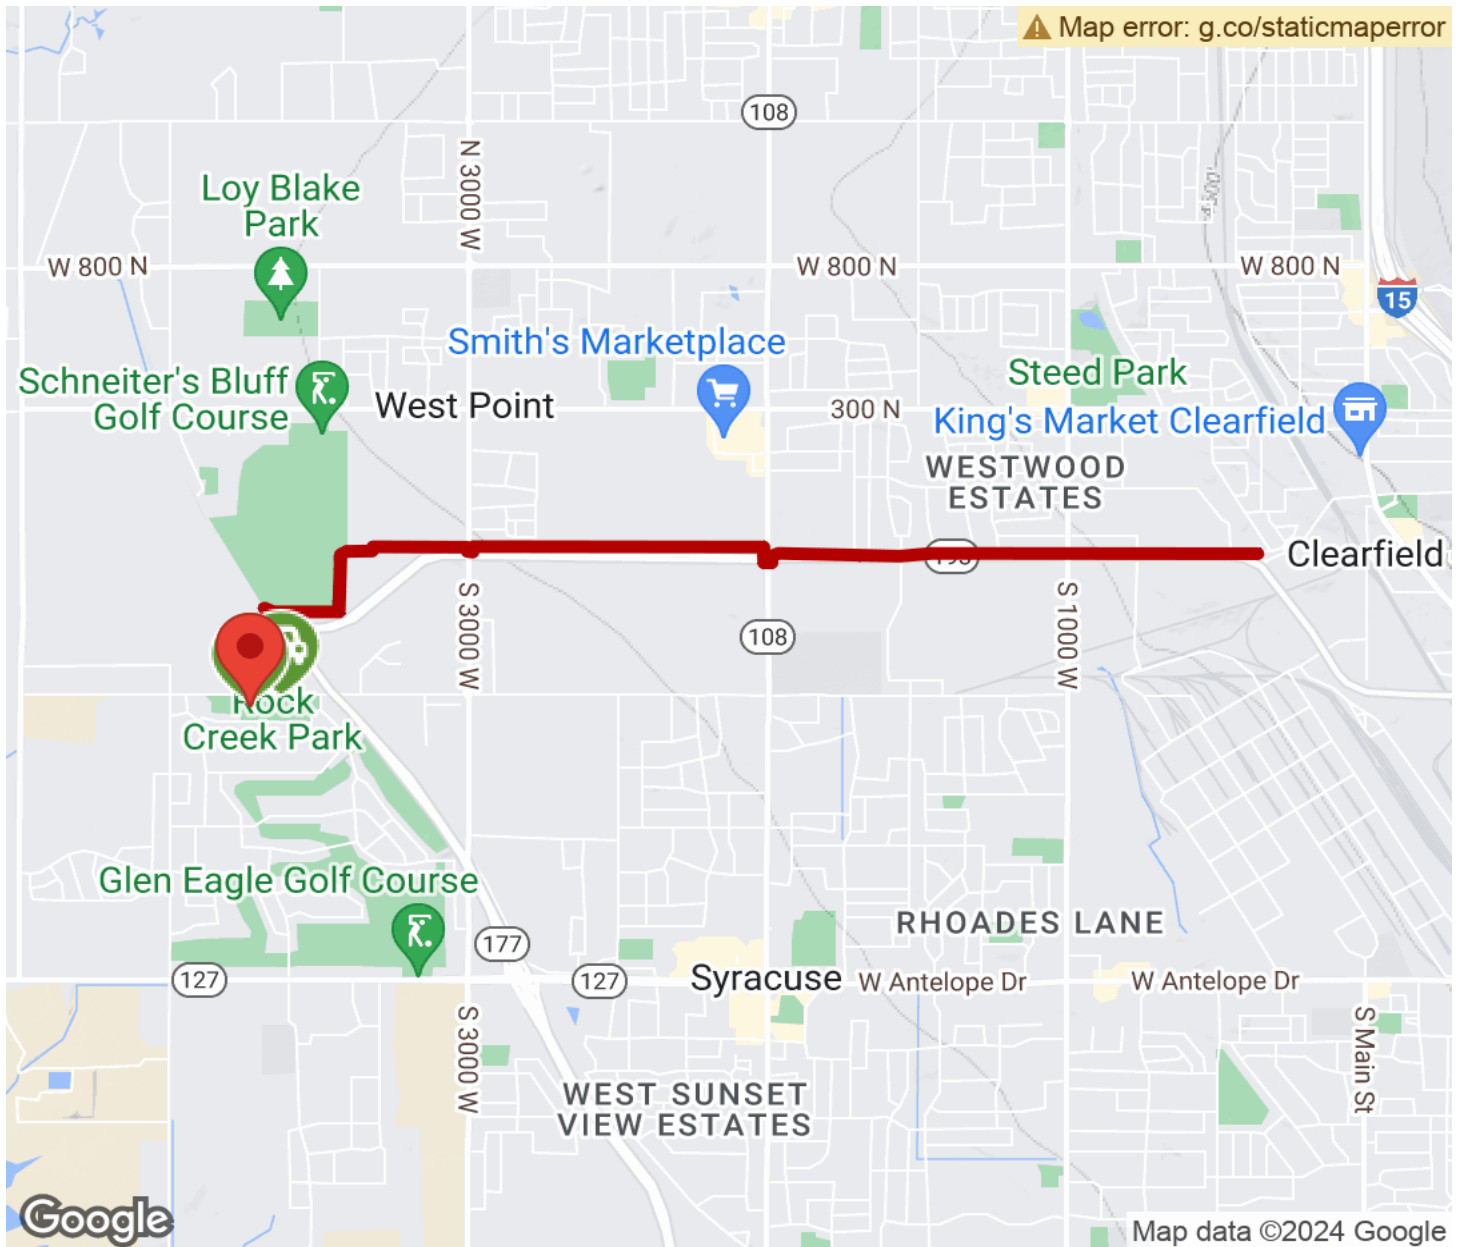 Map error: g.co/staticmaperror
108
N 3000 W
Loy Blake
Park
W 800 N
W 800 N
W 800 N
15
Smith's Marketplace
Schneiter's Bluff
Golf Course
West Point
Steed Park
300 N
King's Market Clearfield
WESTWOOD
ESTATES
Clearfield
S 3000 W
108
S 1000 W
Rock
Creek Park
Glen Eagle Golf Course
RHOADES LANE
177
127
127
Syracuse
W Antelope Dr
W Antelope Dr
S 3000 W
S Main St
WEST SUNSET
VIEW ESTATES
Google
Map data ©2024 Google